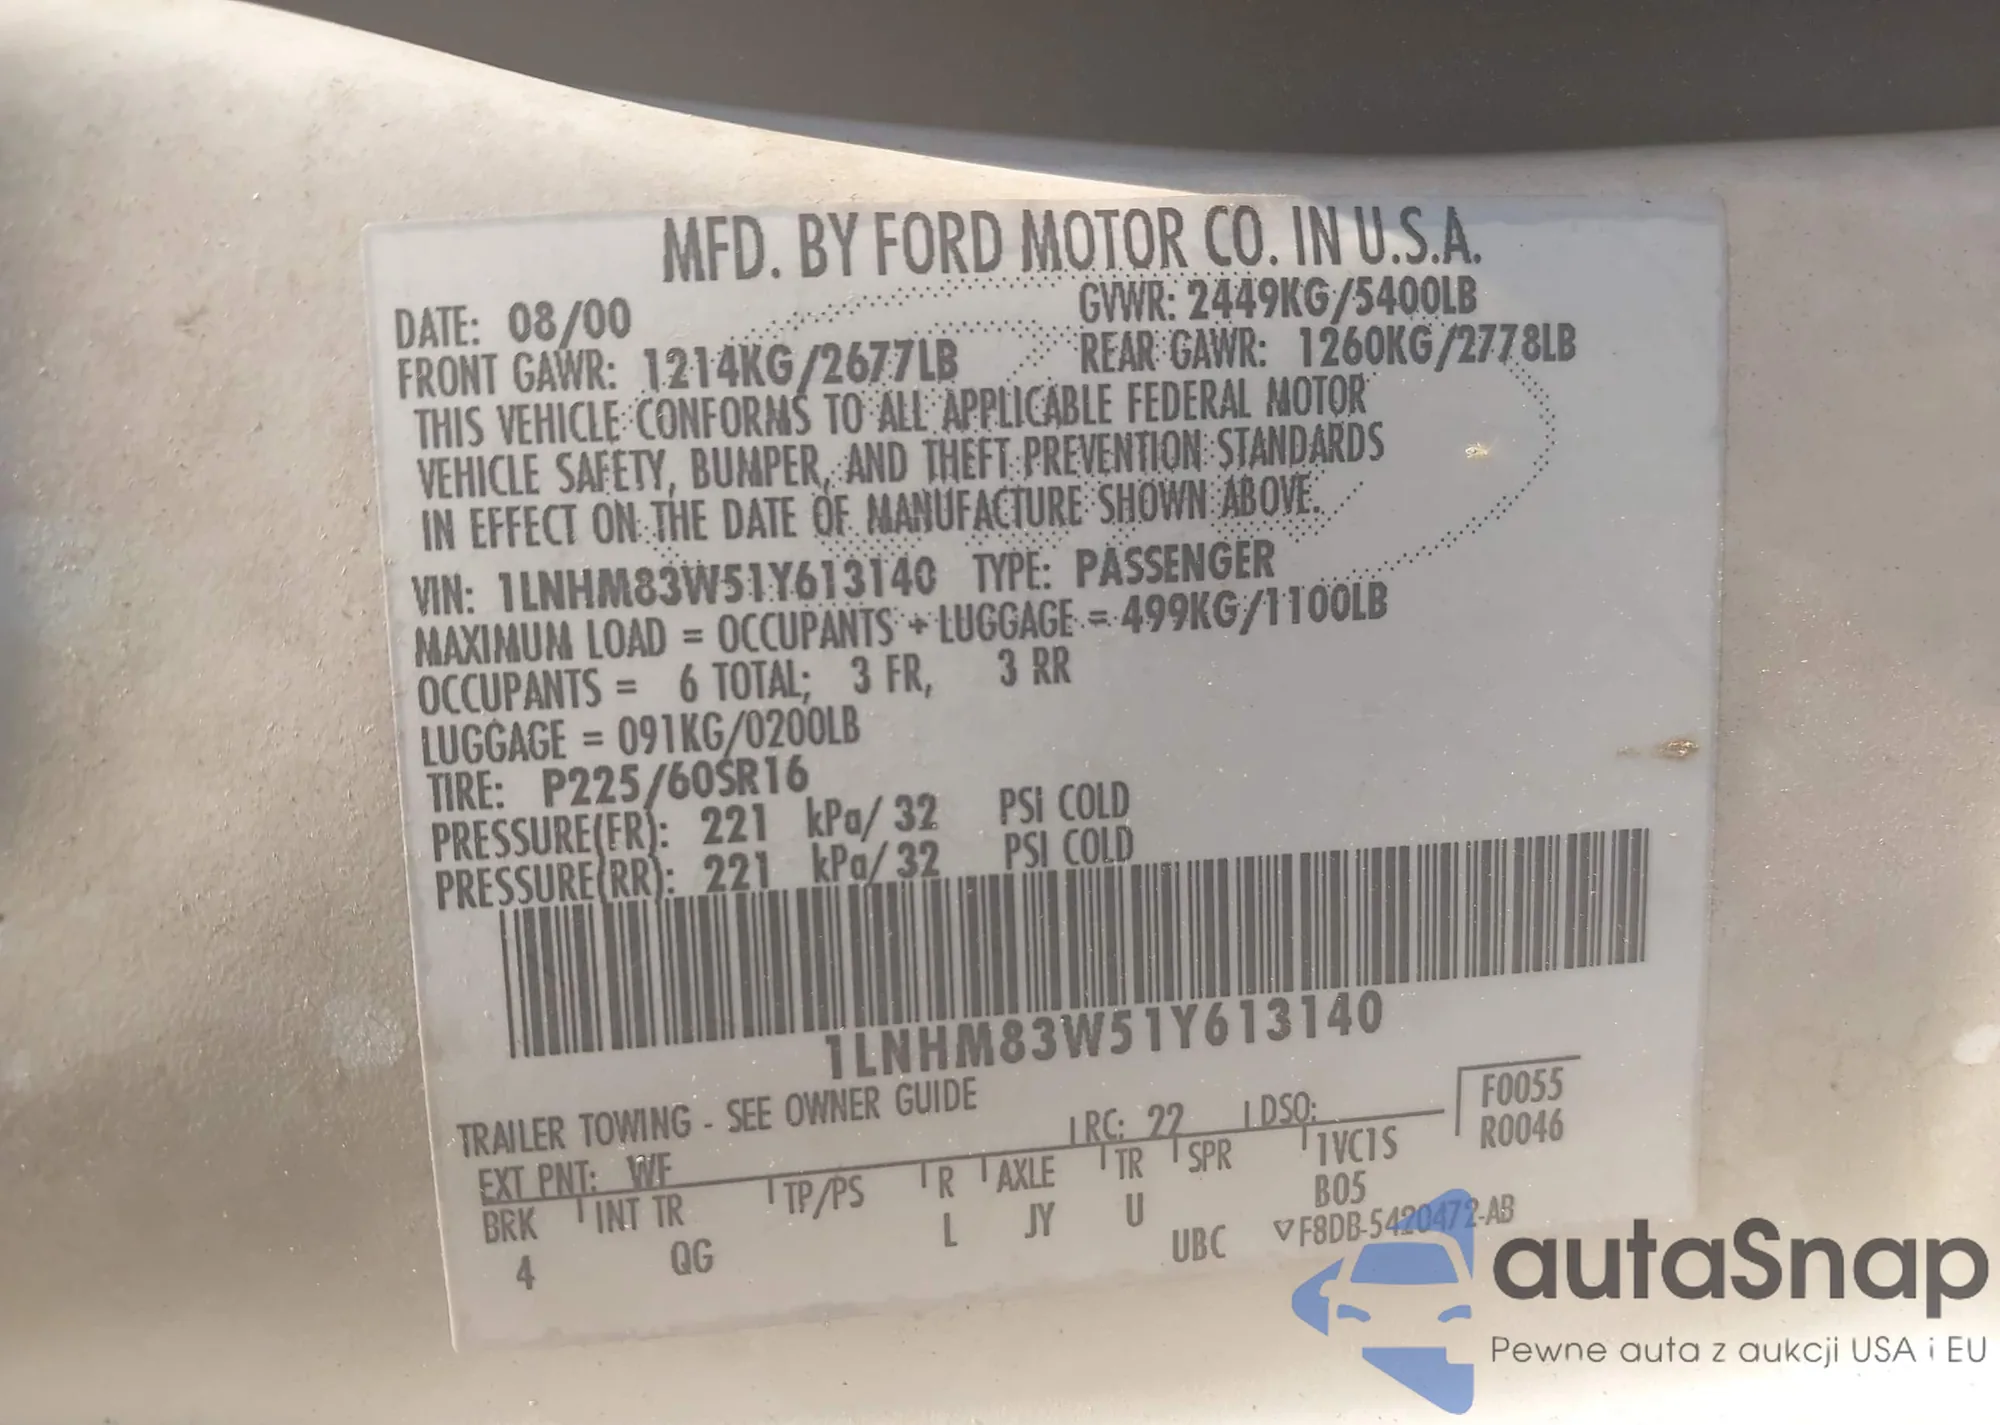 MFD. BY FORD MOTOR CO. IN U.S.A.
DATE: 08/00 GVWR: 2449KG/5400LB
FRONT GAWR: 1214KG/2677LB REAR GAWR: 1260KG/2778LB
THIS VEHICLE CONFORMS TO ALL APPLICABLE FEDERAL MOTOR
VEHICLE SAFETY, BUMPER, AND THEFT PREVENTION STANDARDS
IN EFFECT ON THE DATE OF MANUFACTURE SHOWN ABOVE.
VIN: 1LNHM83W51Y613140 TYPE: PASSENGER
MAXIMUM LOAD = OCCUPANTS + LUGGAGE = 499KG/1100LB
OCCUPANTS = 6 TOTAL; 3 FR, 3 RR
LUGGAGE = 091KG/0200LB
TIRE: P225/60SR16
PRESSURE(FR): 221 kPa/ 32 PSI COLD
PRESSURE(RR): 221 kPa/ 32 PSI COLD
1LNHM83W51Y613140
TRAILER TOWING - SEE OWNER GUIDE
EXT PNT: WF RC: 22 DSO: F0055
R0046
BRK INT TR TP/PS R AXLE TR SPR 1VC1S
4 QG L JY U B05
UBC ▽F8DB-5420472-AB
autaSnap
Pewne auta z aukcji USA i EU